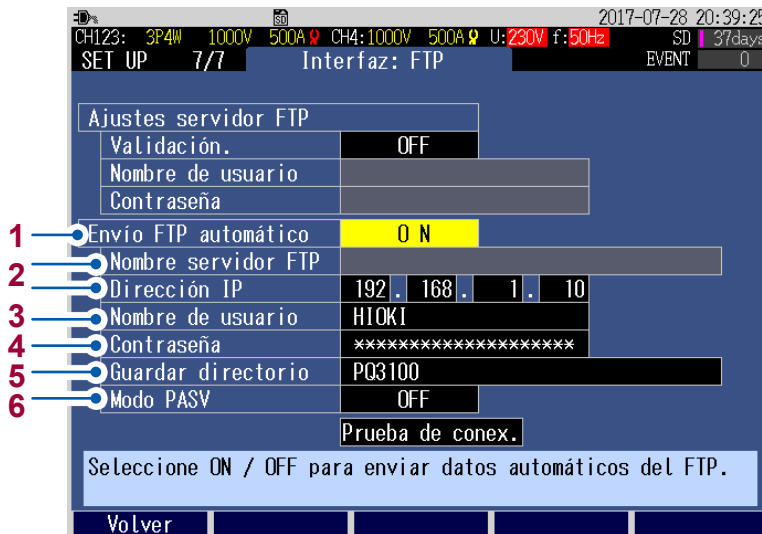 SD 2017-07-28 20:39:25
CH123: 3P4W 1000V 500A CH4:1000V 500A U:230V f:50Hz SD 37days
SET UP 7/7 Interfaz: FTP EVENT 0
Ajustes servidor FTP
Validación. OFF
Nombre de usuario
Contraseña
1 Envío FTP automático O N
2 Nombre servidor FTP
Dirección IP 192. 168. 1. 10
3 Nombre de usuario HIOKI
4 Contraseña *******************
5 Guardar directorio PQ3100
6 Modo PASV OFF
Prueba de conex.
Seleccione ON / OFF para enviar datos automáticos del FTP.
Volver